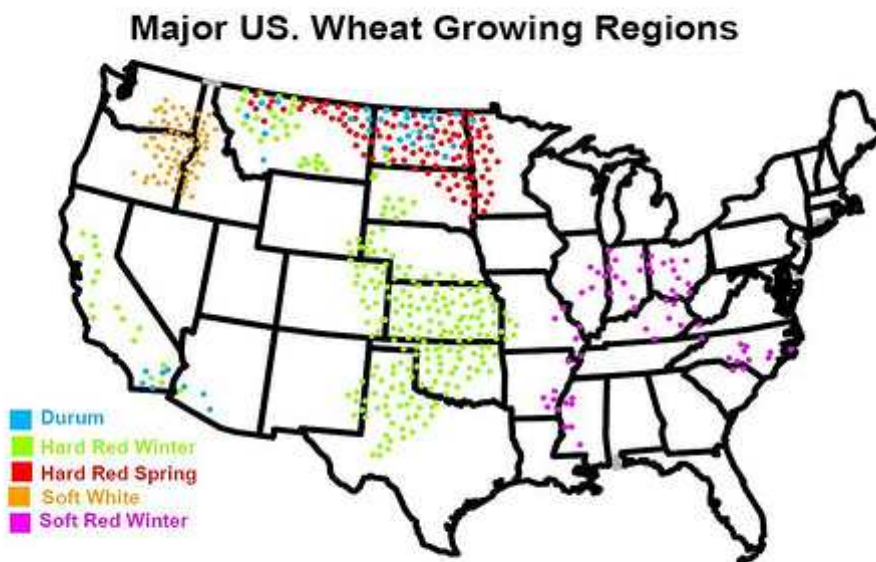 Major US. Wheat Growing Regions
Durum
Hard Red Winter
Hard Red Spring
Soft White
Soft Red Winter